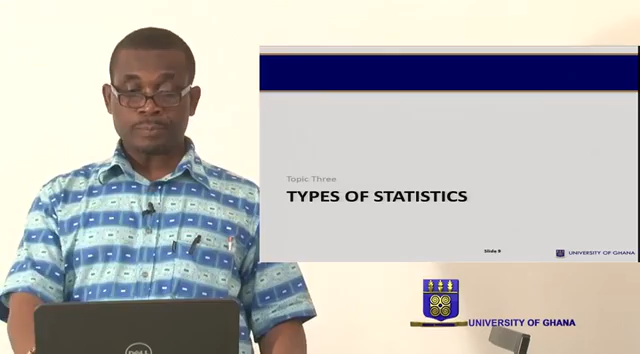 Topic Three
TYPES OF STATISTICS
Slide 8
UNIVERSITY OF GHANA
UNIVERSITY OF GHANA
DELL